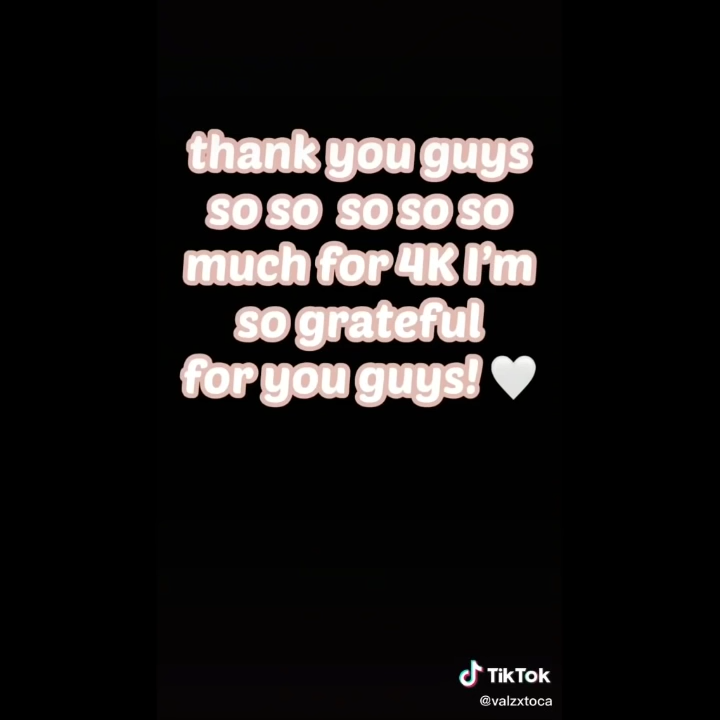 thank you guys
so so so so so
much for 4K I'm
so grateful
for you guys! 🤍
TikTok
@valzxtoca